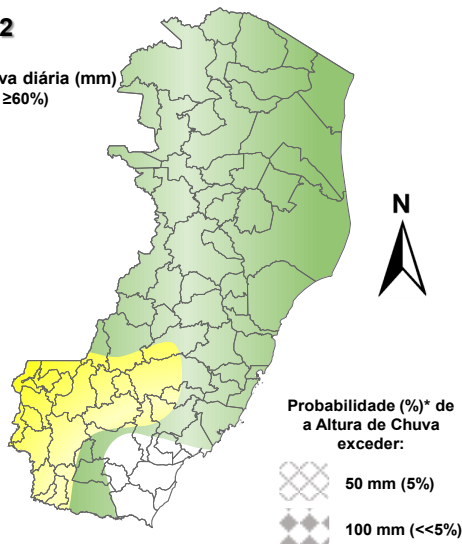 2
va diária (mm)
≥60%)
N
Probabilidade (%)* de
a Altura de Chuva
exceder:
50 mm (5%)
100 mm (<<5%)